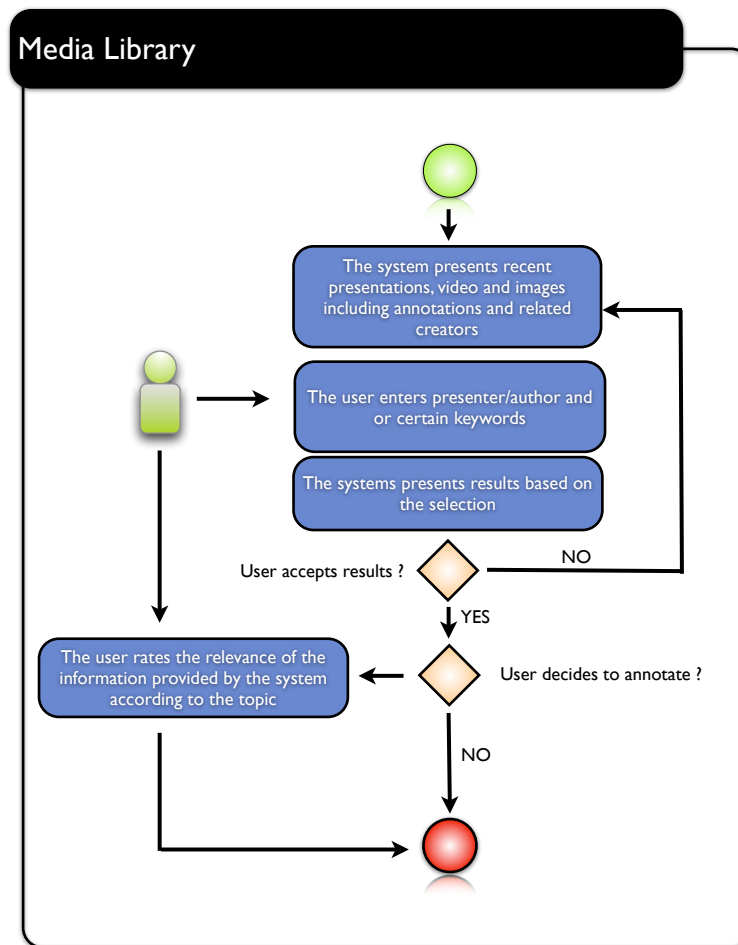 Media Library
The system presents recent
presentations, video and images
including annotations and related
creators
The user enters presenter/author and
or certain keywords
The systems presents results based on
the selection
User accepts results ?
NO
YES
The user rates the relevance of the
information provided by the system
according to the topic
User decides to annotate ?
NO